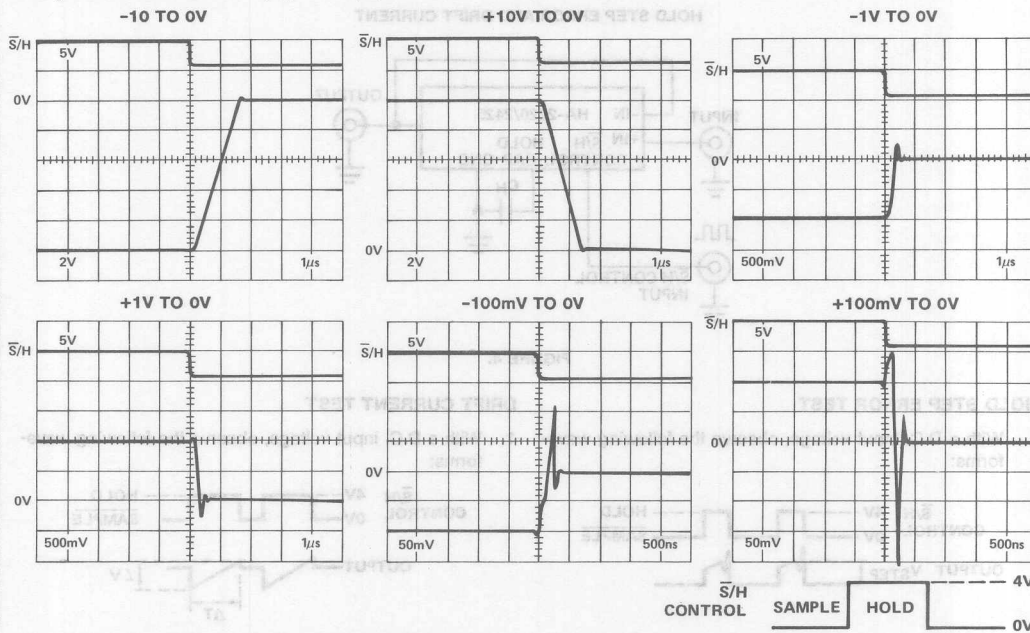 -10 TO 0V
+10V TO 0V
-1V TO 0V
S̅/H
5V
0V
2V
1μs
S̅/H
5V
0V
2V
1μs
S̅/H
5V
0V
500mV
1μs
+1V TO 0V
-100mV TO 0V
+100mV TO 0V
S̅/H
5V
0V
500mV
1μs
S̅/H
5V
0V
50mV
500ns
S̅/H
5V
0V
50mV
500ns
S̅/H
CONTROL
SAMPLE
HOLD
4V
0V